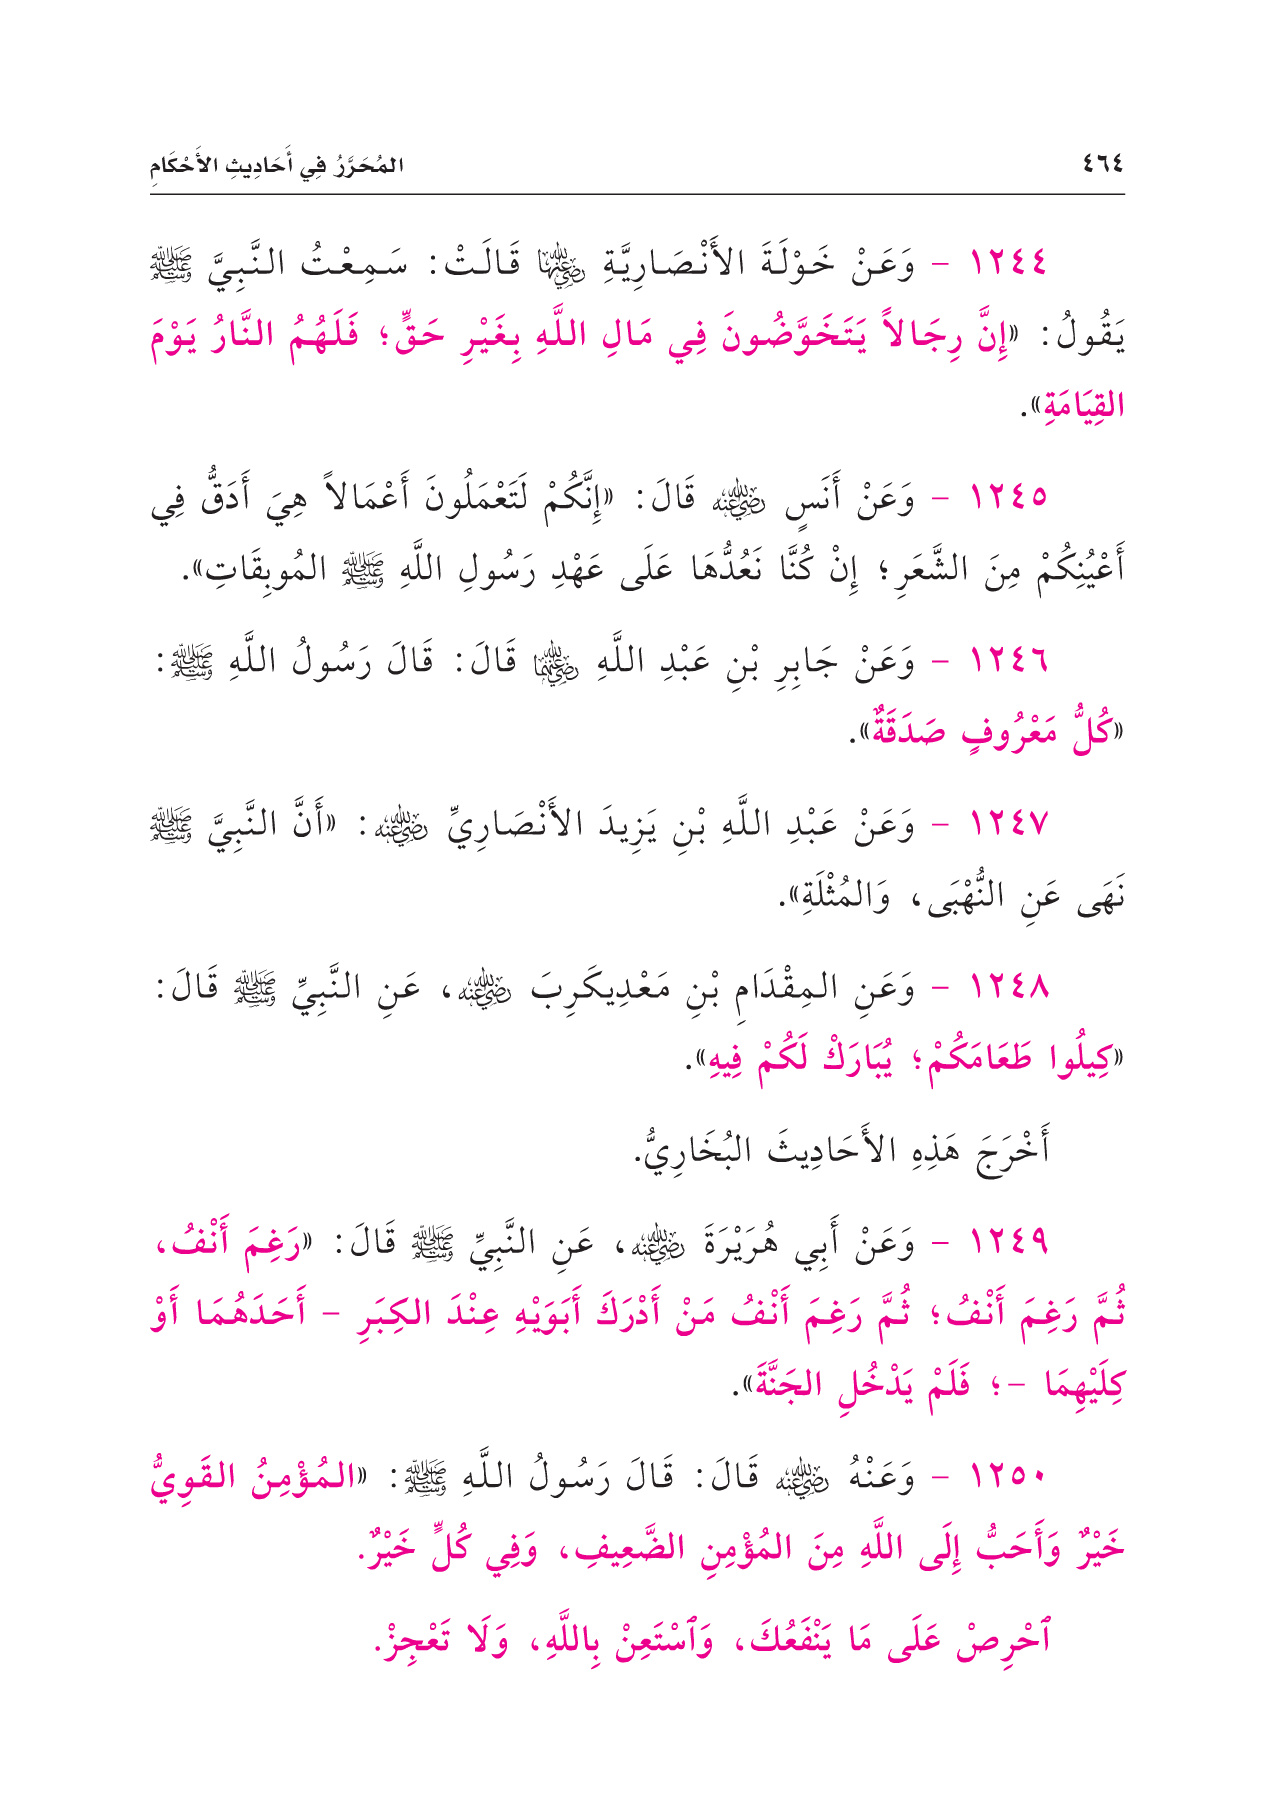 ٤٦٤ المُحَرَّرُ فِي أَحَادِيثِ الأَحْكَامِ
١٢٤٤ - وَعَنْ خَوْلَةَ الأَنْصَارِيَّةِ رضي الله عنها قَالَتْ: سَمِعْتُ النَّبِيَّ ﷺ
يَقُولُ: «إِنَّ رِجَالاً يَتَخَوَّضُونَ فِي مَالِ اللَّهِ بِغَيْرِ حَقٍّ؛ فَلَهُمُ النَّارُ يَوْمَ
القِيَامَةِ».
١٢٤٥ - وَعَنْ أَنَسٍ رضي الله عنه قَالَ: «إِنَّكُمْ لَتَعْمَلُونَ أَعْمَالاً هِيَ أَدَقُّ فِي
أَعْيُنِكُمْ مِنَ الشَّعَرِ؛ إِنْ كُنَّا نَعُدُّهَا عَلَى عَهْدِ رَسُولِ اللَّهِ ﷺ المُوبِقَاتِ».
١٢٤٦ - وَعَنْ جَابِرِ بْنِ عَبْدِ اللَّهِ رضي الله عنهما قَالَ: قَالَ رَسُولُ اللَّهِ ﷺ:
«كُلُّ مَعْرُوفٍ صَدَقَةٌ».
١٢٤٧ - وَعَنْ عَبْدِ اللَّهِ بْنِ يَزِيدَ الأَنْصَارِيِّ رضي الله عنه: «أَنَّ النَّبِيَّ ﷺ
نَهَى عَنِ النُّهْبَى، وَالمُثْلَةِ».
١٢٤٨ - وَعَنِ المِقْدَامِ بْنِ مَعْدِيكَرِبَ رضي الله عنه، عَنِ النَّبِيِّ ﷺ قَالَ:
«كِيلُوا طَعَامَكُمْ؛ يُبَارَكْ لَكُمْ فِيهِ».
أَخْرَجَ هَذِهِ الأَحَادِيثَ البُخَارِيُّ.
١٢٤٩ - وَعَنْ أَبِي هُرَيْرَةَ رضي الله عنه، عَنِ النَّبِيِّ ﷺ قَالَ: «رَغِمَ أَنْفُ،
ثُمَّ رَغِمَ أَنْفُ؛ ثُمَّ رَغِمَ أَنْفُ مَنْ أَدْرَكَ أَبَوَيْهِ عِنْدَ الكِبَرِ - أَحَدَهُمَا أَوْ
كِلَيْهِمَا -؛ فَلَمْ يَدْخُلِ الجَنَّةَ».
١٢٥٠ - وَعَنْهُ رضي الله عنه قَالَ: قَالَ رَسُولُ اللَّهِ ﷺ: «المُؤْمِنُ القَوِيُّ
خَيْرٌ وَأَحَبُّ إِلَى اللَّهِ مِنَ المُؤْمِنِ الضَّعِيفِ، وَفِي كُلٍّ خَيْرٌ.
ٱحْرِصْ عَلَى مَا يَنْفَعُكَ، وَٱسْتَعِنْ بِاللَّهِ، وَلَا تَعْجِزْ.